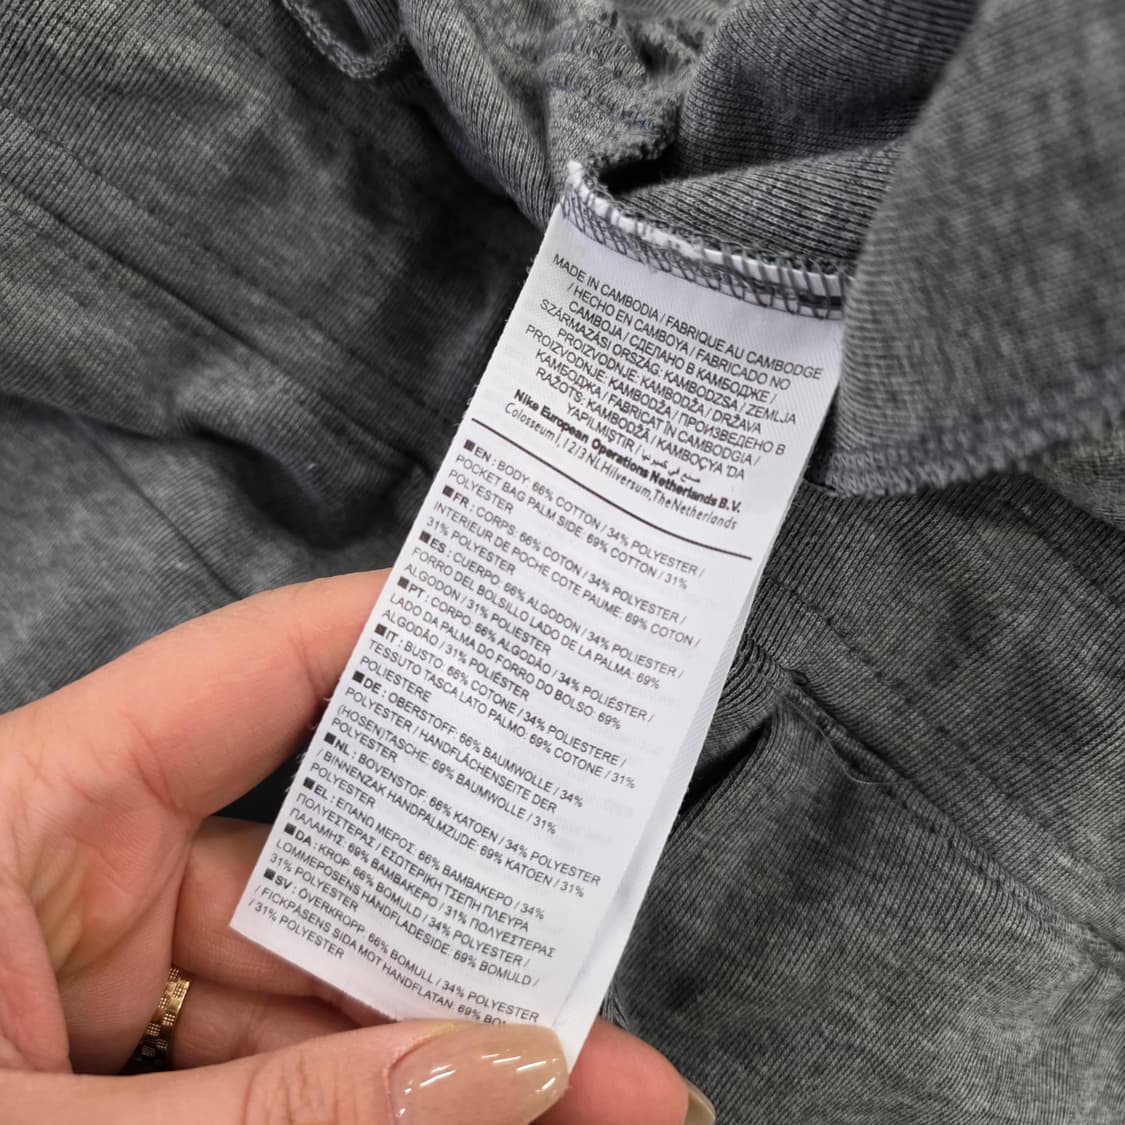 MADE IN CAMBODIA / FABRIQUE AU CAMBODGE
/ HECHO EN CAMBOYA / FABRICADO NO
CAMBOJA / СДЕЛАНО В КАМБОДЖЕ /
SZÁRMAZÁSI ORSZÁG: KAMBODZSA / ZEMLJA
PROIZVODNJE: KAMBODŽA / DRŽAVA
PROIZVODNJE: KAMBODŽA / ПРОИЗВЕДЕНО В
КАМБОДЖА / FABRICAT ÎN CAMBODGIA /
RAŽOTS: KAMBODŽĀ / KAMBOÇYA 'DA
YAPILMIŞTIR / صنع في كمبوديا
Nike European Operations Netherlands B.V.
Colosseum 1, 1213 NL Hilversum, The Netherlands
EN : BODY: 66% COTTON / 34% POLYESTER /
POCKET BAG PALM SIDE: 69% COTTON / 31%
POLYESTER
FR : CORPS: 66% COTON / 34% POLYESTER /
INTERIEUR DE POCHE COTE PAUME: 69% COTON /
31% POLYESTER
ES : CUERPO: 66% ALGODON / 34% POLIESTER /
FORRO DEL BOLSILLO LADO DE LA PALMA: 69%
ALGODON / 31% POLIESTER
PT : CORPO: 66% ALGODÃO / 34% POLIÉSTER /
LADO DA PALMA DO FORRO DO BOLSO: 69%
ALGODÃO / 31% POLIÉSTER
IT : BUSTO: 66% COTONE / 34% POLIESTERE /
TESSUTO TASCA LATO PALMO: 69% COTONE / 31%
POLIESTERE
DE : OBERSTOFF: 66% BAUMWOLLE / 34%
POLYESTER / HANDFLÄCHENSEITE DER
(HOSEN)TASCHE: 69% BAUMWOLLE / 31%
POLYESTER
NL : BOVENSTOF: 66% KATOEN / 34% POLYESTER
/ BINNENZAK HANDPALMZIJDE: 69% KATOEN / 31%
POLYESTER
EL : ΕΠΑΝΩ ΜΕΡΟΣ: 66% ΒΑΜΒΑΚΕΡΟ / 34%
ΠΟΛΥΕΣΤΕΡΑΣ / ΕΣΩΤΕΡΙΚΗ ΤΣΕΠΗ ΠΛΕΥΡΑ
ΠΑΛΑΜΗΣ: 69% ΒΑΜΒΑΚΕΡΟ / 31% ΠΟΛΥΕΣΤΕΡΑΣ
DA : KROP: 66% BOMULD / 34% POLYESTER /
LOMMEPOSENS HANDFLADESIDE: 69% BOMULD /
31% POLYESTER
SV : ÖVERKROPP: 66% BOMULL / 34% POLYESTER
/ FICKPÅSENS SIDA MOT HANDFLATAN: 69%
/ 31% POLYESTER